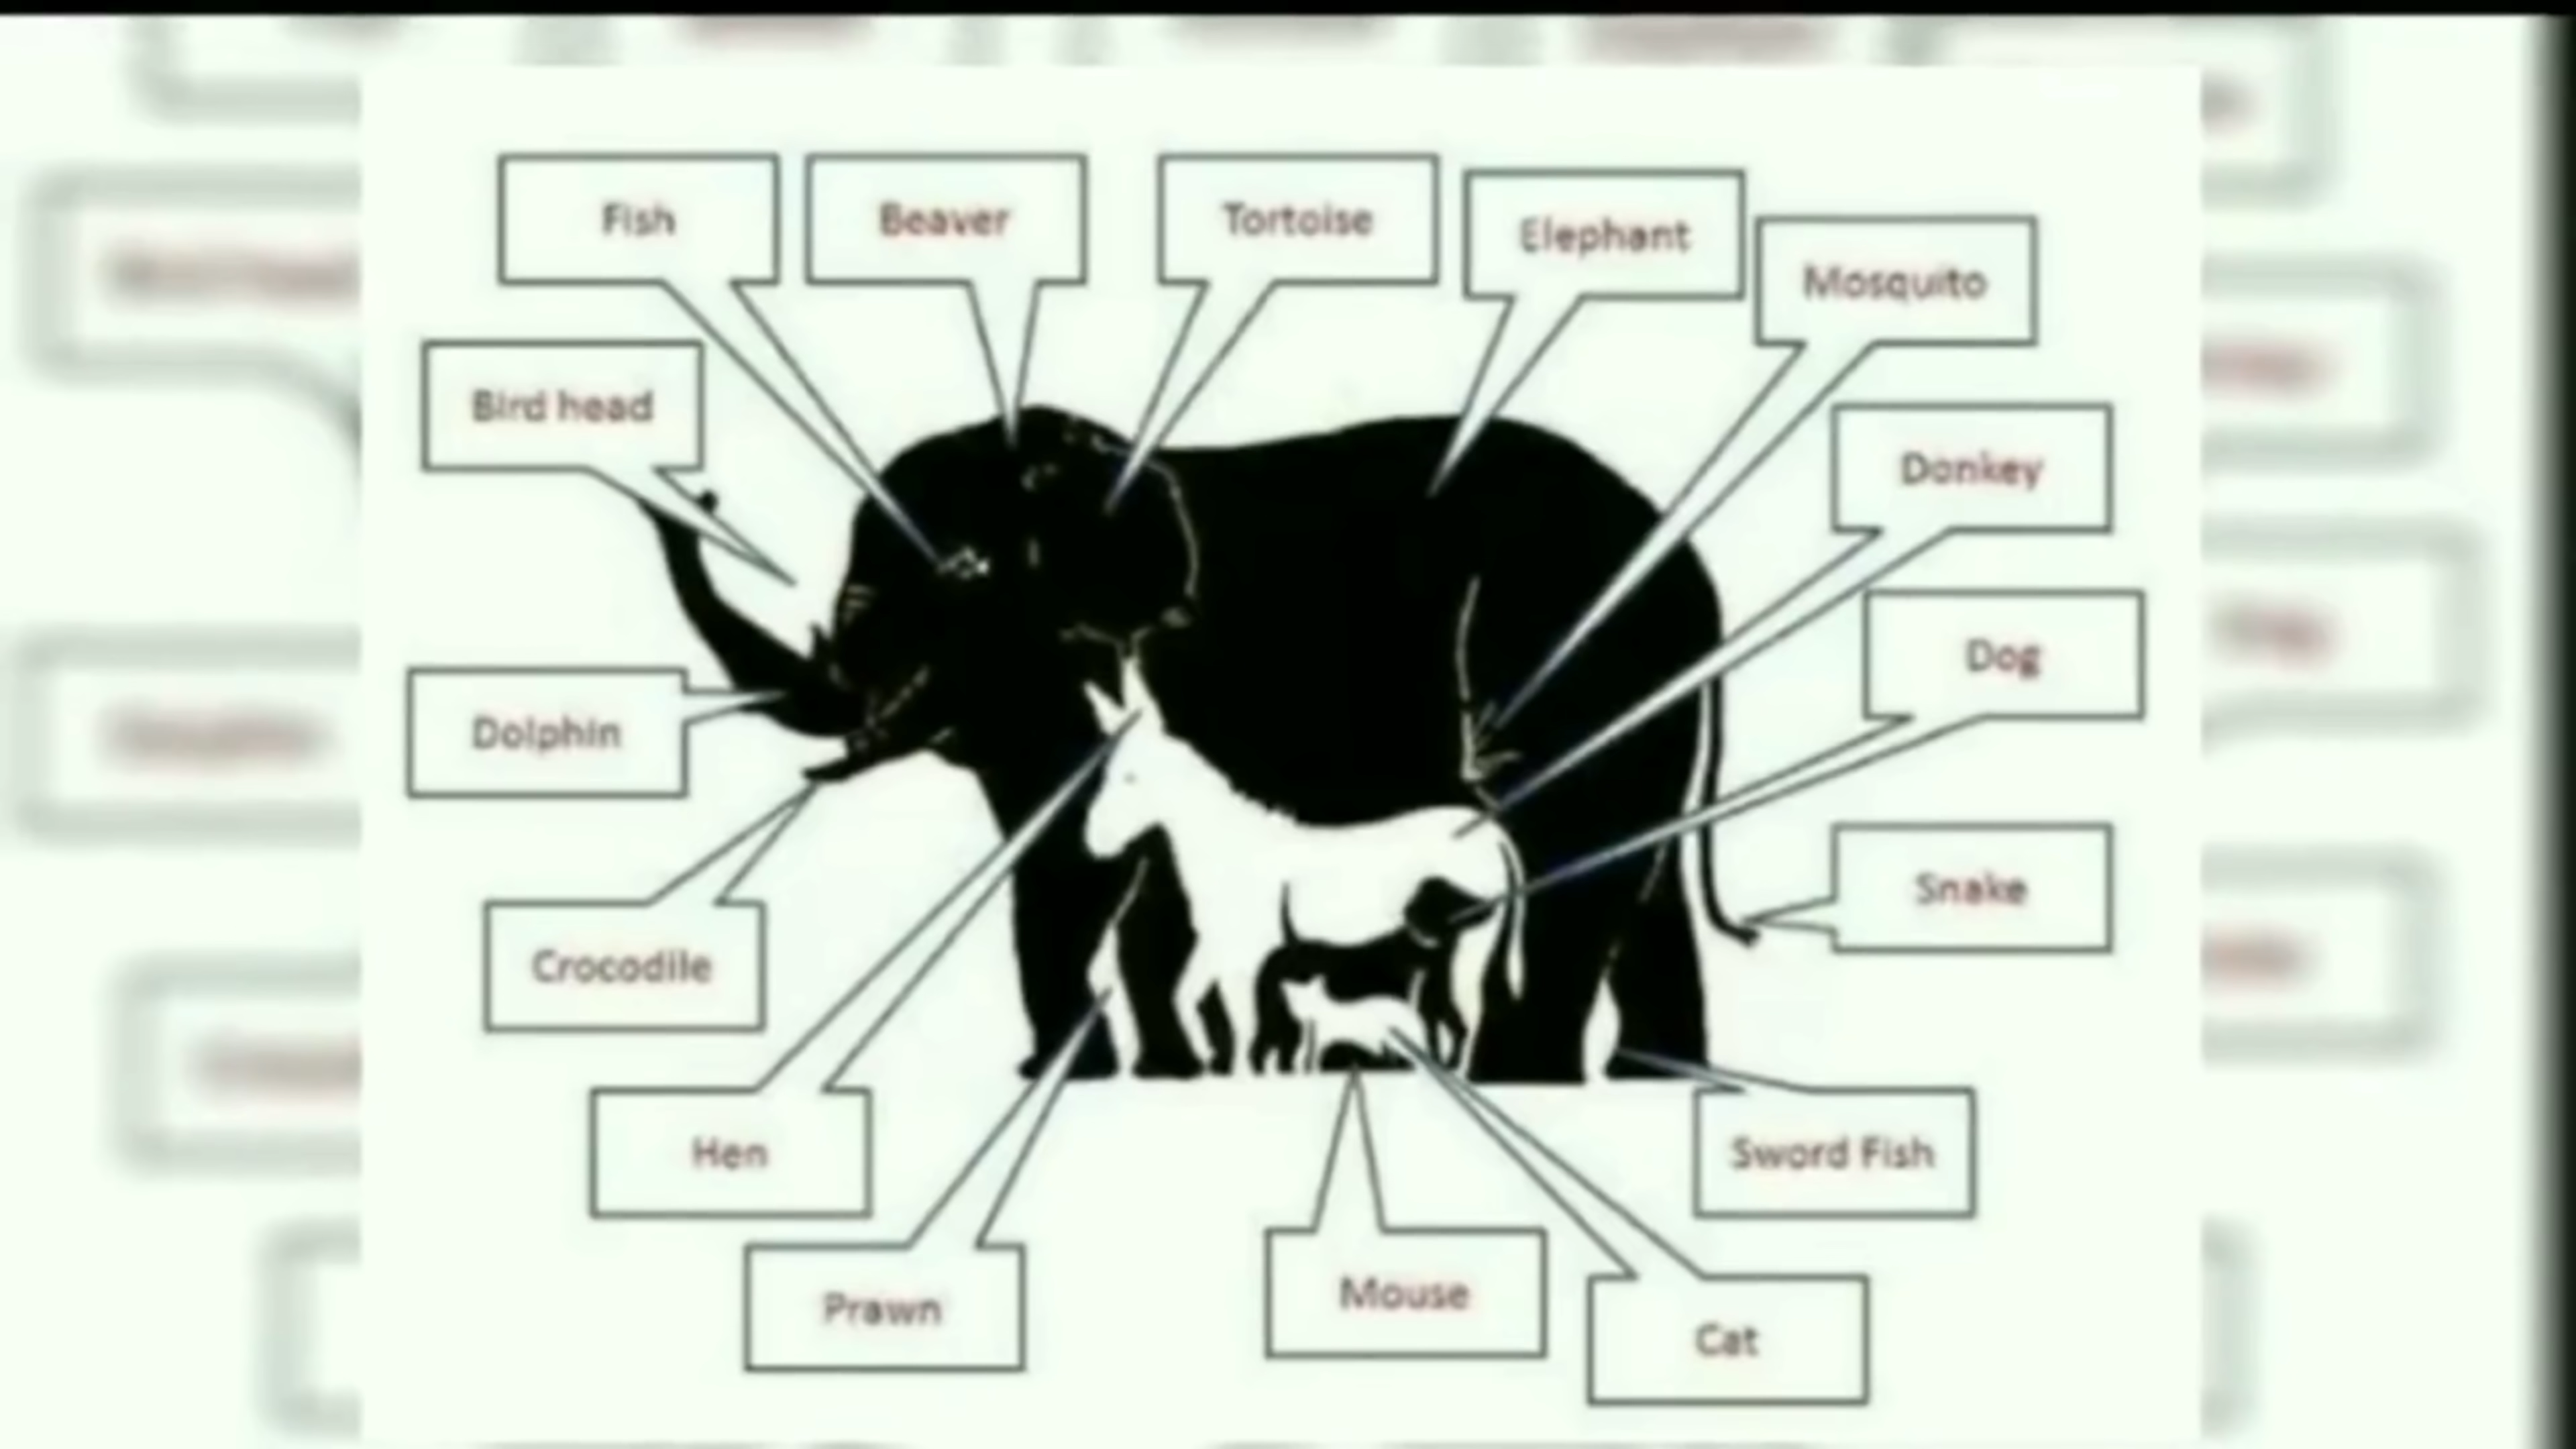 Fish
Beaver
Tortoise
Elephant
Mosquito
Bird head
Donkey
Dog
Dolphin
Snake
Crocodile
Hen
Sword Fish
Prawn
Mouse
Cat